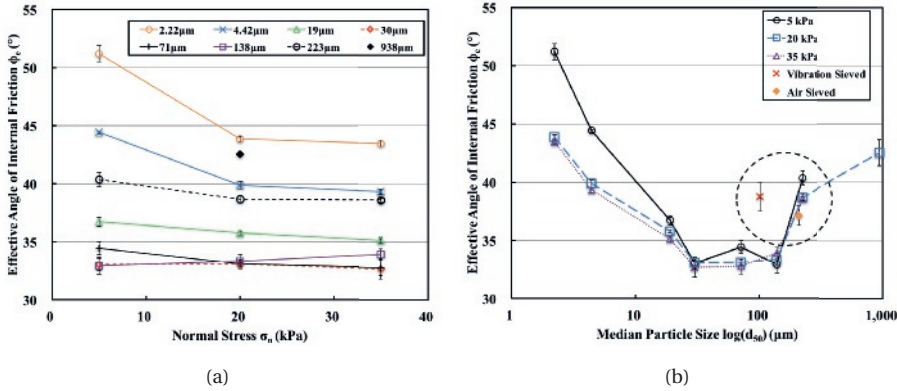 (a)
55
50
45
40
35
30
Effective Angle of Internal Friction ϕe (°)
2.22μm 4.42μm 19μm 30μm
71μm 138μm 223μm 938μm
0 10 20 30 40
Normal Stress σn (kPa)
(a)
(b)
55
50
45
40
35
30
Effective Angle of Internal Friction ϕe (°)
5 kPa
20 kPa
35 kPa
Vibration Sieved
Air Sieved
1 10 100 1,000
Median Particle Size log(d50) (μm)
(b)